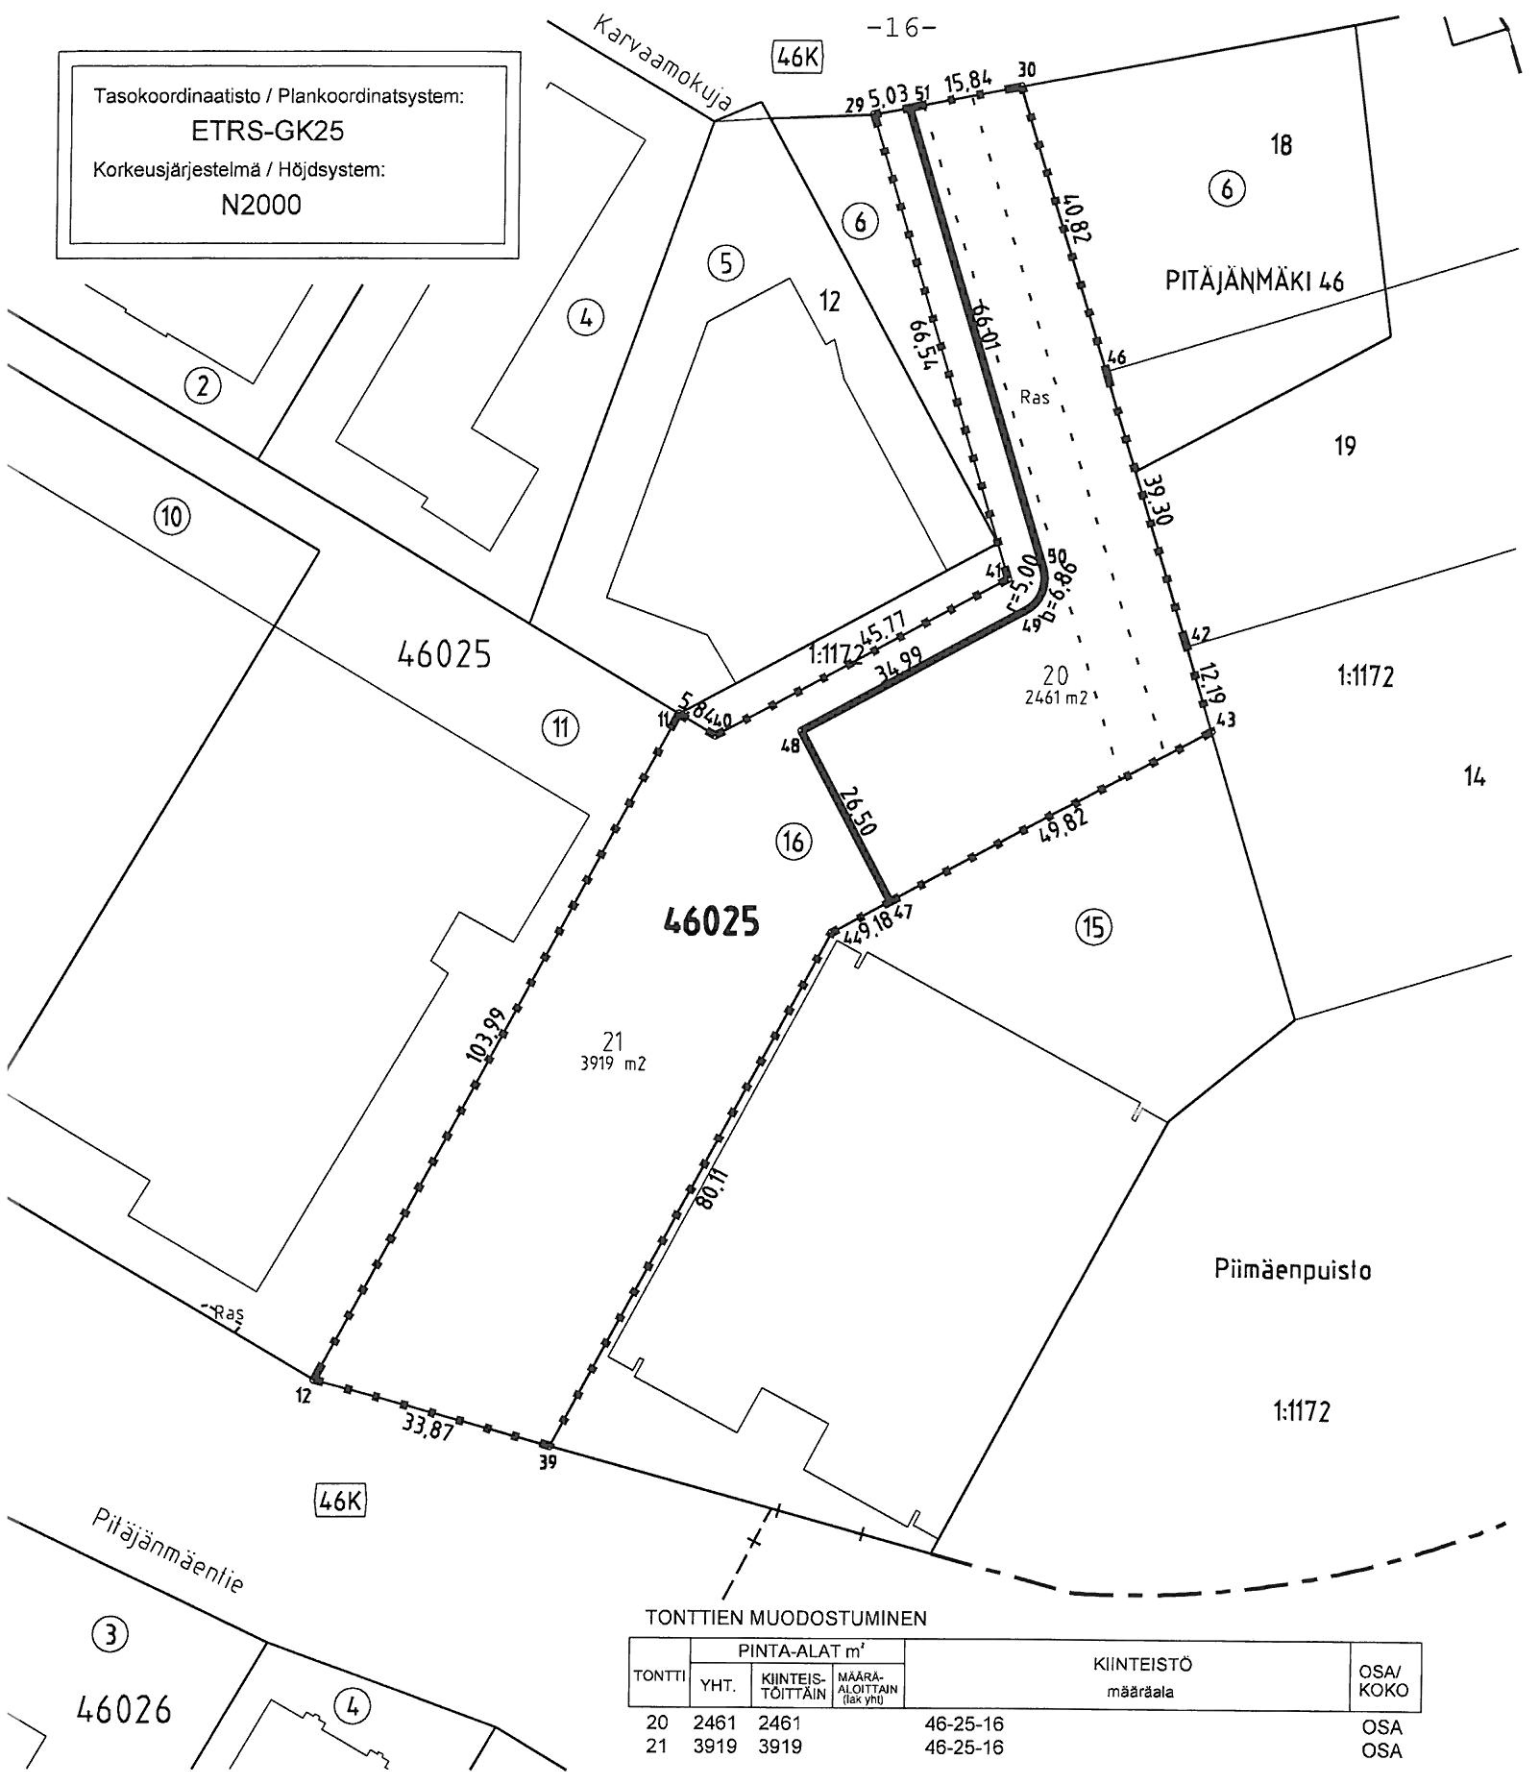 -16-
Karvaamokuja
46K
Tasokoordinaatisto / Plankoordinatsystem:
ETRS-GK25
Korkeusjärjestelmä / Höjdsystem:
N2000
29
5,03
51
15,84
30
18
6
6
40,82
5
12
4
PITÄJÄNMÄKI 46
66,01
66,54
46
2
Ras
19
39,30
10
50
41
r=5,00
b=6,86
49
42
45,77
1:1172
34,99
46025
20
2461 m2
12,19
1:1172
5,84
11
40
43
11
48
14
26,50
16
49,82
46025
47
9,18
44
15
103,99
21
3919 m2
80,11
Piimäenpuisto
Ras
12
33,87
1:1172
39
46K
Pitäjänmäentie
3
46026
4
TONTTIEN MUODOSTUMINEN
TONTTI
PINTA-ALAT m²
YHT.
KIINTEIS-
TÖITTÄIN
MÄÄRÄ-
ALOITTAIN
(lak yht)
KIINTEISTÖ
määräala
OSA/
KOKO
20 2461 2461 46-25-16 OSA
21 3919 3919 46-25-16 OSA